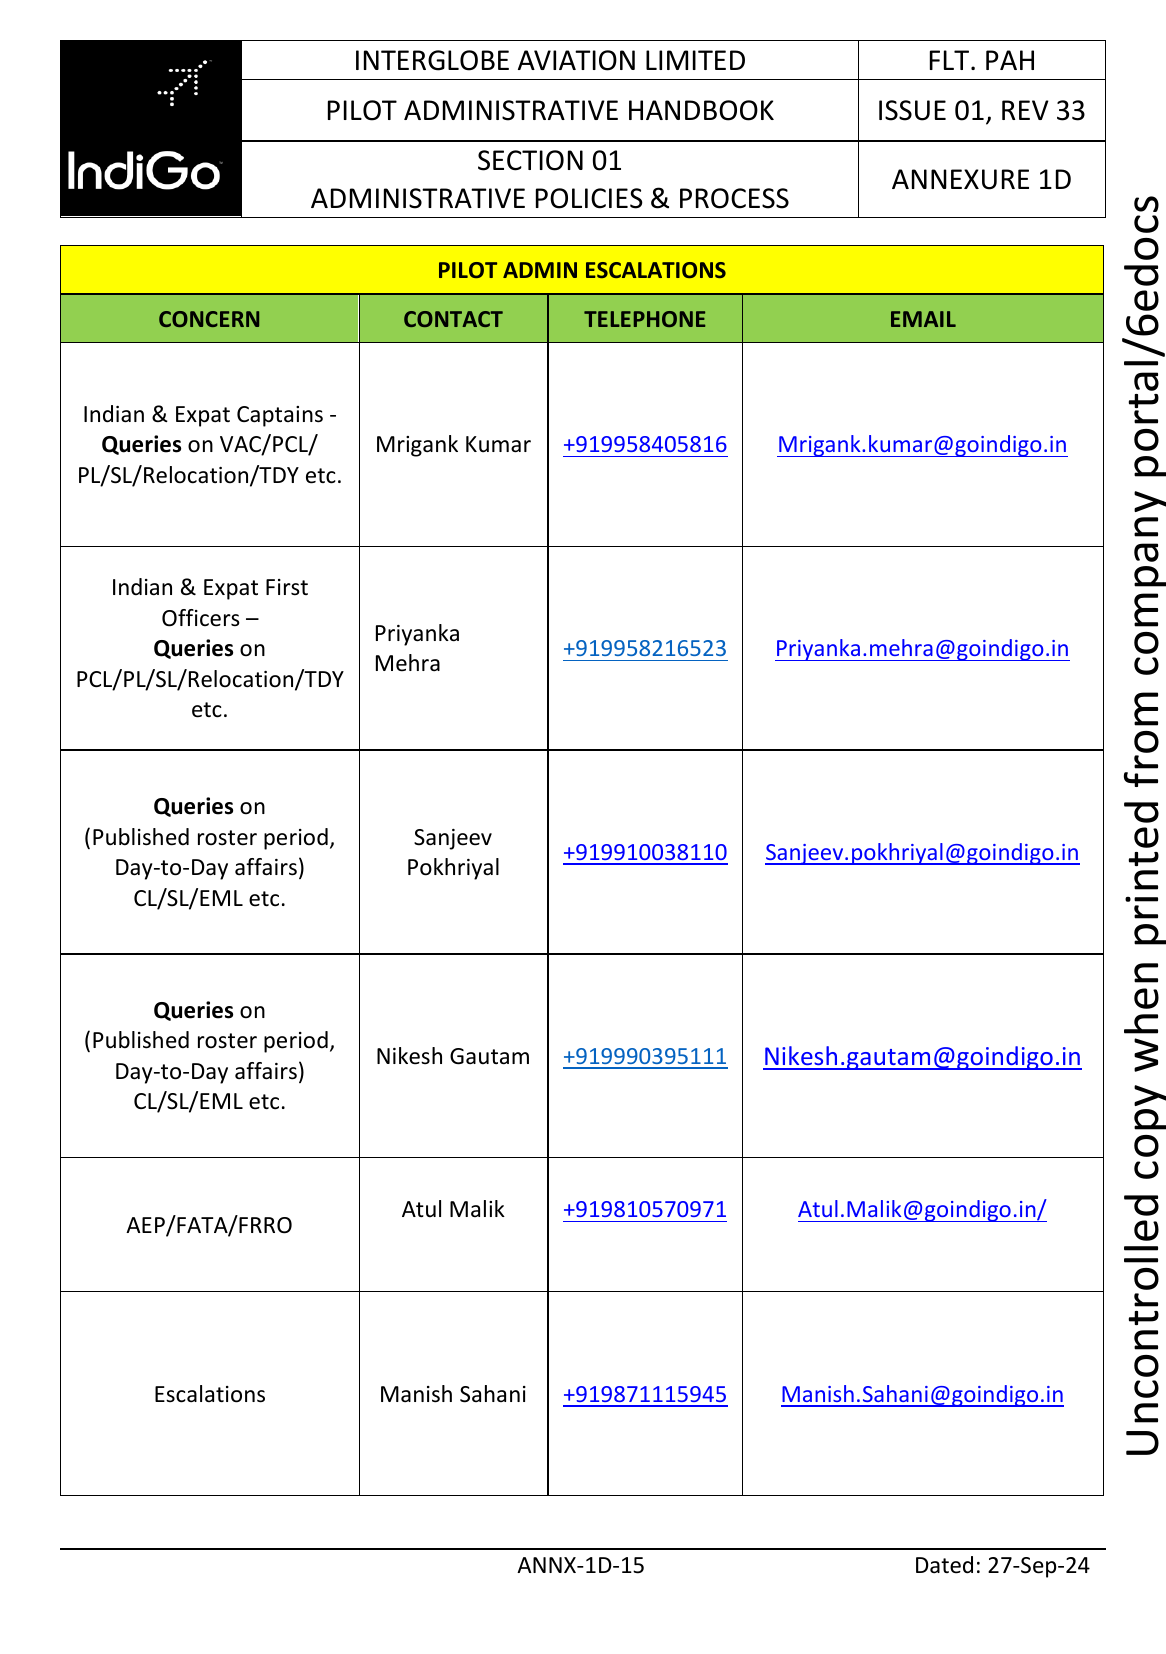 IndiGo
INTERGLOBE AVIATION LIMITED
FLT. PAH
PILOT ADMINISTRATIVE HANDBOOK
ISSUE 01, REV 33
SECTION 01
ADMINISTRATIVE POLICIES & PROCESS
ANNEXURE 1D
PILOT ADMIN ESCALATIONS
CONCERN
CONTACT
TELEPHONE
EMAIL
Indian & Expat Captains -
Queries on VAC/PCL/
PL/SL/Relocation/TDY etc.
Mrigank Kumar
+919958405816
Mrigank.kumar@goindigo.in
Indian & Expat First
Officers –
Queries on
PCL/PL/SL/Relocation/TDY
etc.
Priyanka
Mehra
+919958216523
Priyanka.mehra@goindigo.in
Queries on
(Published roster period,
Day-to-Day affairs)
CL/SL/EML etc.
Sanjeev
Pokhriyal
+919910038110
Sanjeev.pokhriyal@goindigo.in
Queries on
(Published roster period,
Day-to-Day affairs)
CL/SL/EML etc.
Nikesh Gautam
+919990395111
Nikesh.gautam@goindigo.in
AEP/FATA/FRRO
Atul Malik
+919810570971
Atul.Malik@goindigo.in/
Escalations
Manish Sahani
+919871115945
Manish.Sahani@goindigo.in
ANNX-1D-15
Dated: 27-Sep-24
Uncontrolled copy when printed from company portal/6edocs